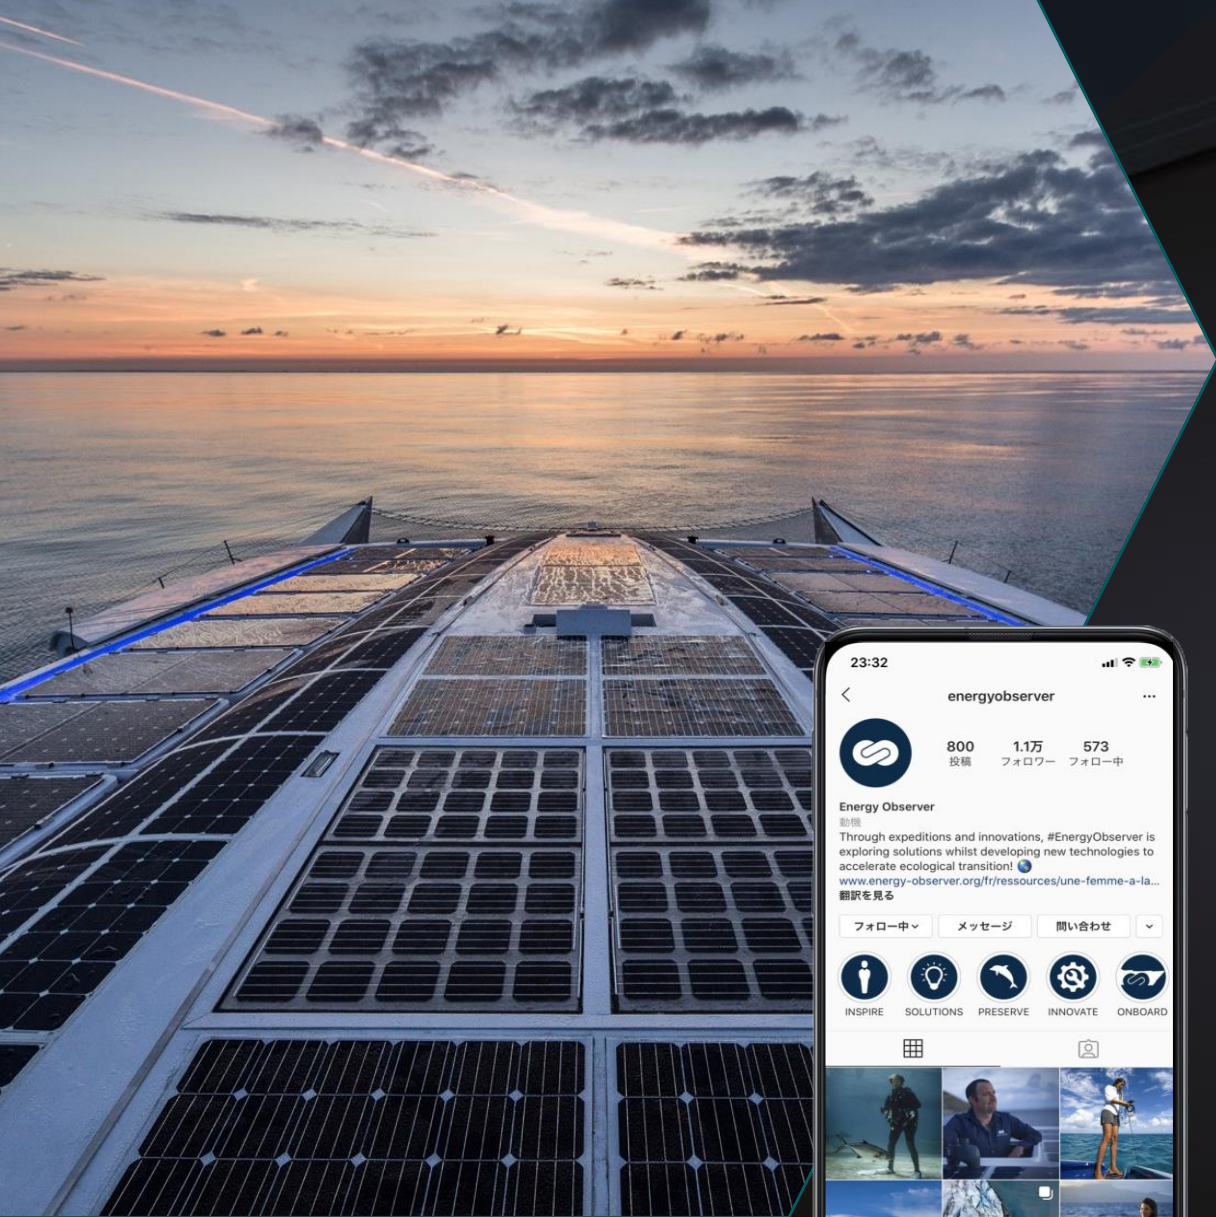 23:32
energyobserver
800
1.1万
573
投稿
フォロワー
フォロー中
Energy Observer
動機
Through expeditions and innovations, #EnergyObserver is
exploring solutions whilst developing new technologies to
accelerate ecological transition! 🌏
www.energy-observer.org/fr/ressources/une-femme-a-la...
翻訳を見る
フォロー中
メッセージ
問い合わせ
INSPIRE
SOLUTIONS
PRESERVE
INNOVATE
ONBOARD